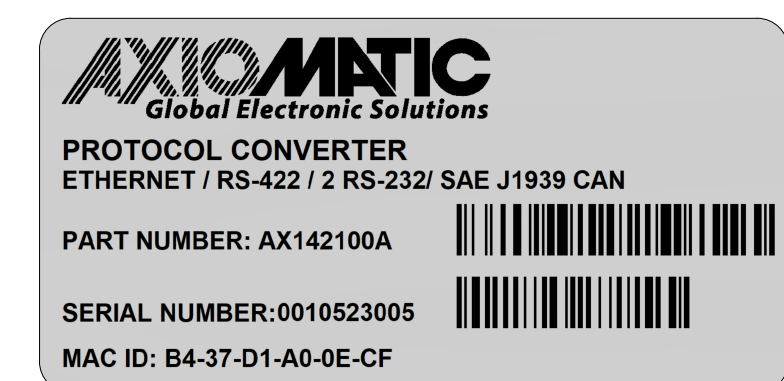 AXIOMATIC
Global Electronic Solutions
PROTOCOL CONVERTER
ETHERNET / RS-422 / 2 RS-232/ SAE J1939 CAN
PART NUMBER: AX142100A
SERIAL NUMBER:0010523005
MAC ID: B4-37-D1-A0-0E-CF